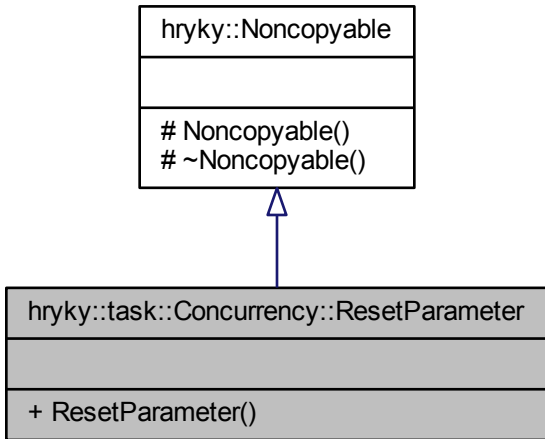 hryky::Noncopyable
# Noncopyable()
# ~Noncopyable()
hryky::task::Concurrency::ResetParameter
+ ResetParameter()